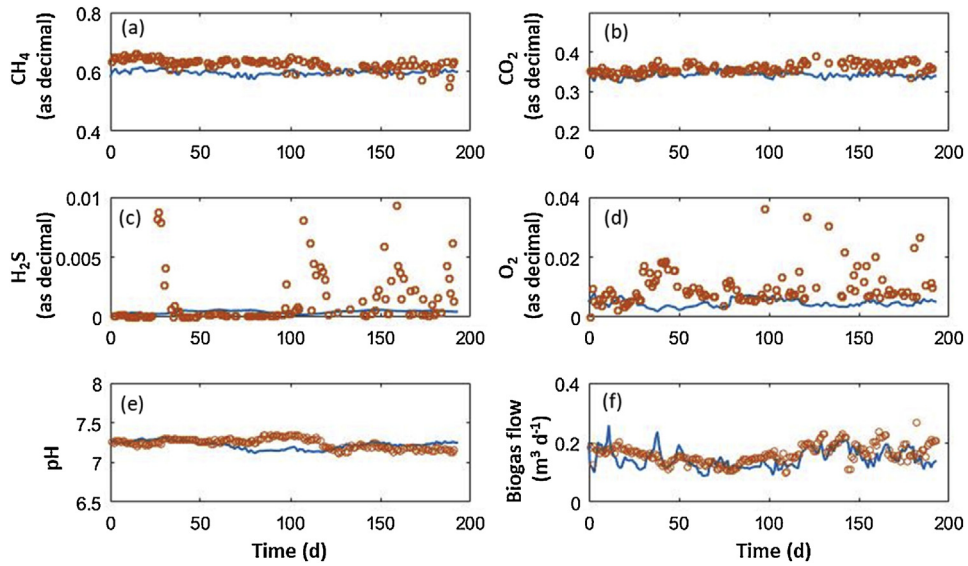 (a)
CH4
(as decimal)
0.8
0.6
0.4
0 50 100 150 200
(b)
CO2
(as decimal)
0.4
0.3
0.2
0 50 100 150 200
(c)
H2S
(as decimal)
0.01
0.005
0
0 50 100 150 200
(d)
O2
(as decimal)
0.04
0.02
0
0 50 100 150 200
(e)
pH
8
7.5
7
6.5
0 50 100 150 200
Time (d)
(f)
Biogas flow
(m³ d⁻¹)
0.4
0.2
0
0 50 100 150 200
Time (d)